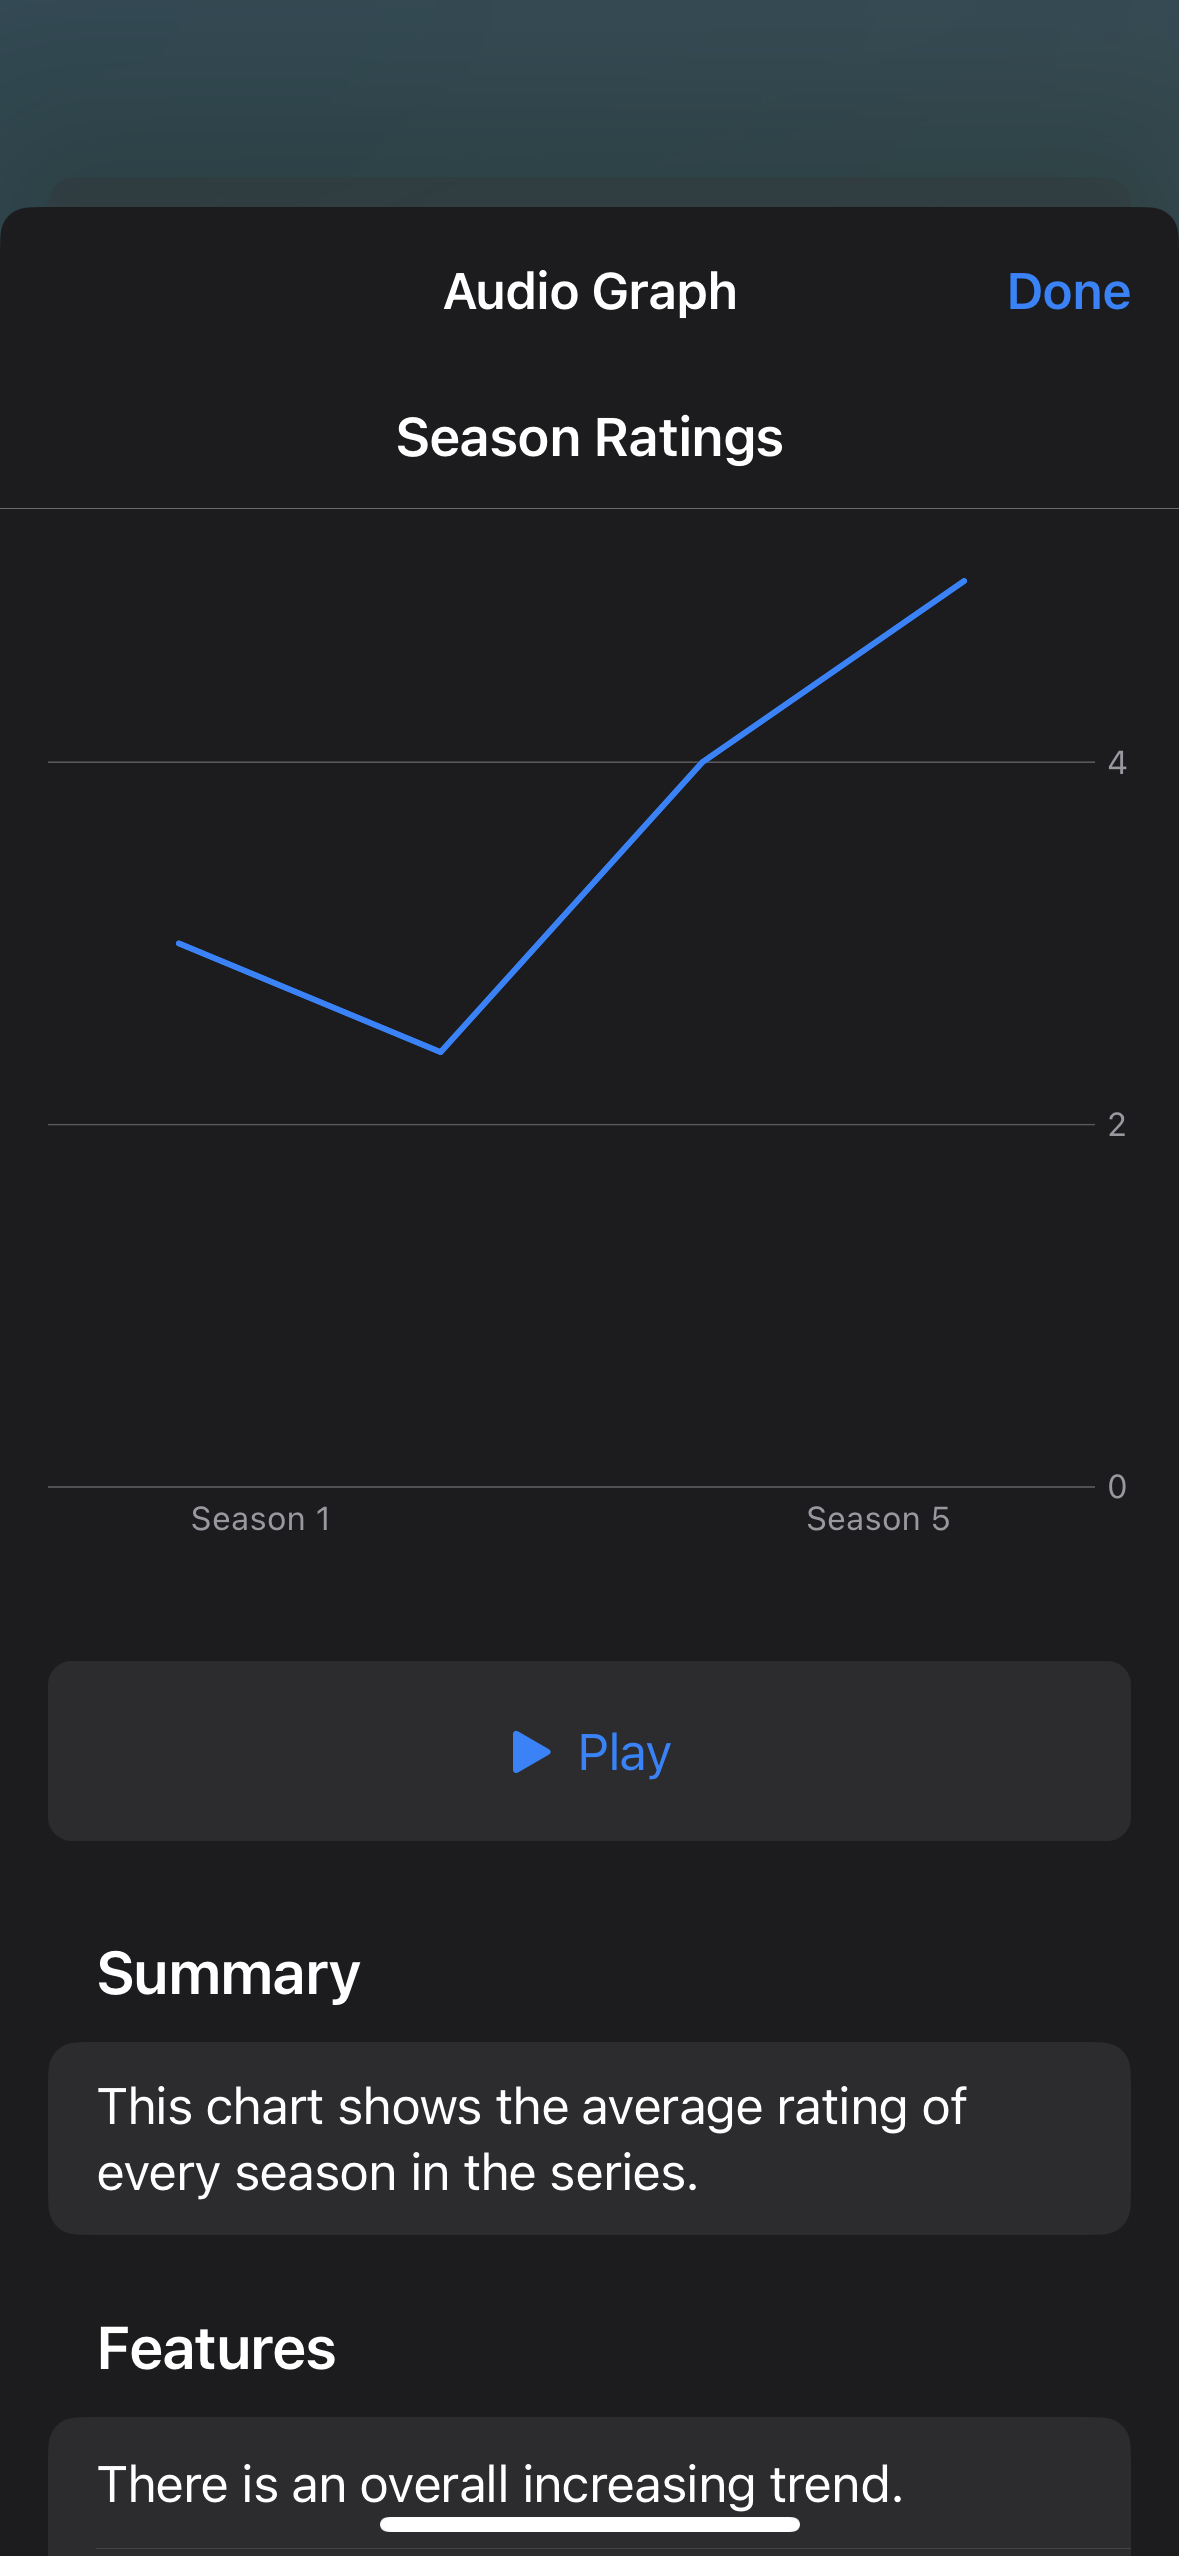 Audio Graph
Done
Season Ratings
4
2
0
Season 1
Season 5
Play
Summary
This chart shows the average rating of
every season in the series.
Features
There is an overall increasing trend.